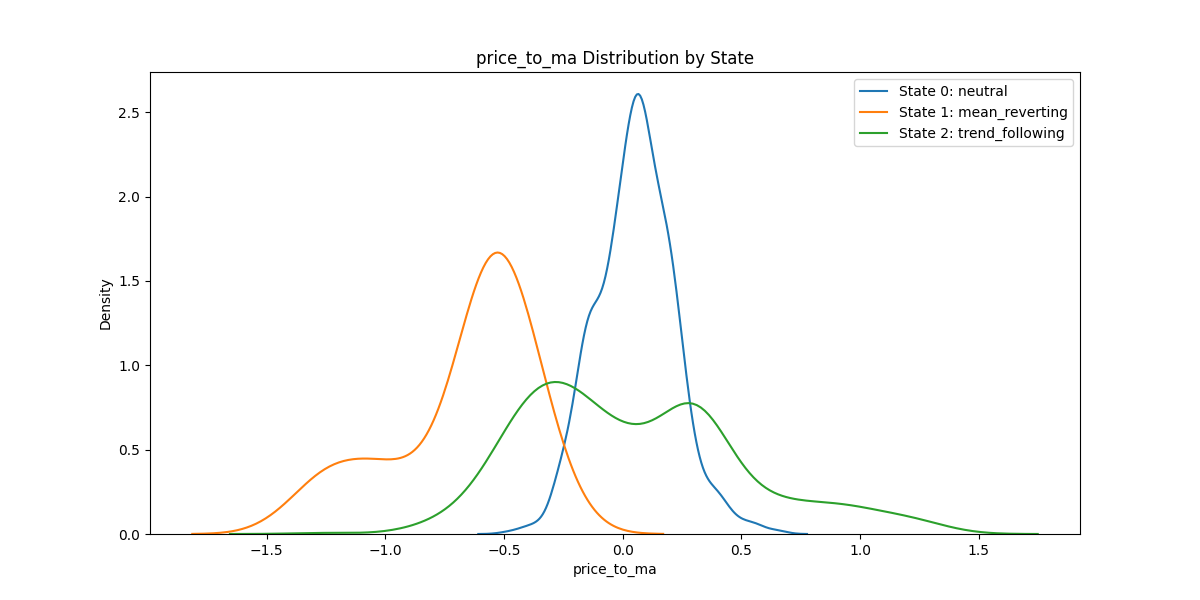 price_to_ma Distribution by State
State 0: neutral
State 1: mean_reverting
State 2: trend_following
Density
2.5
2.0
1.5
1.0
0.5
0.0
−1.5 −1.0 −0.5 0.0 0.5 1.0 1.5
price_to_ma